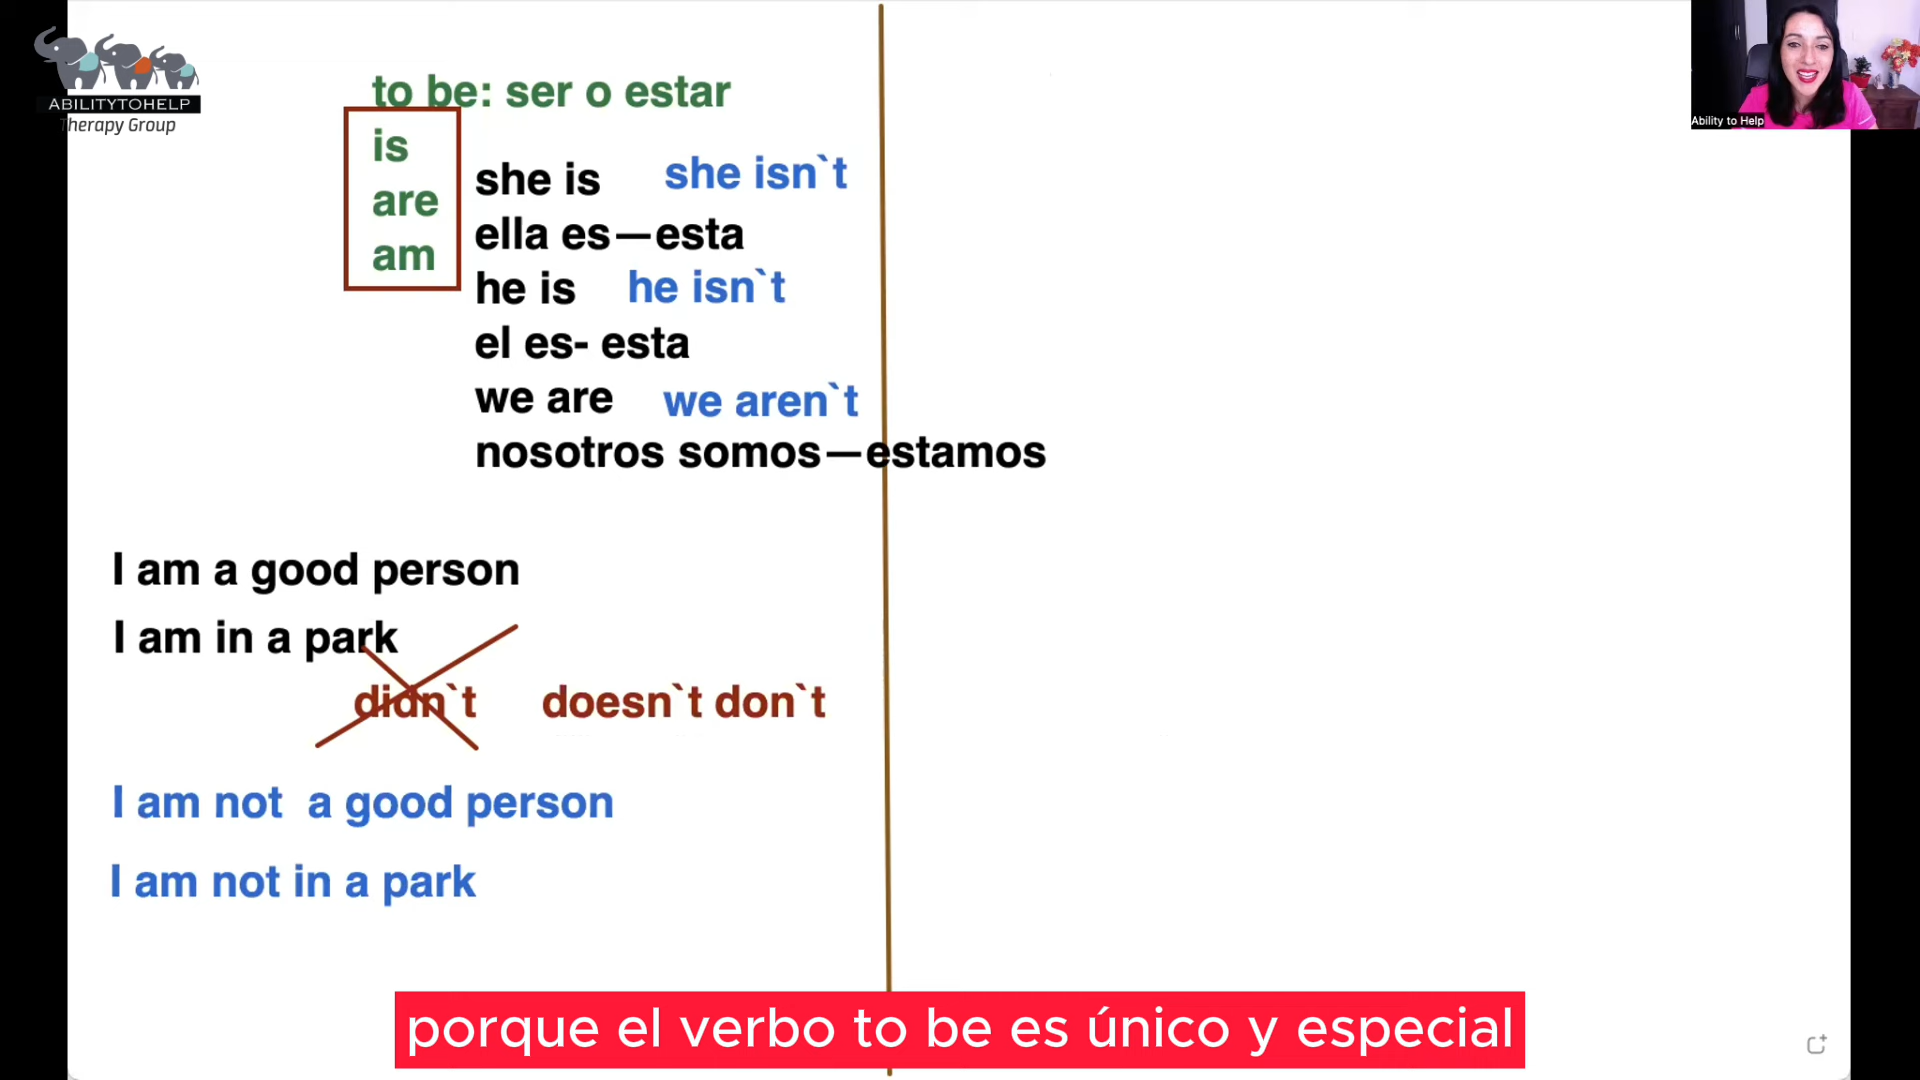 ABILITYTOHELP
Therapy Group
Ability to Help
to be: ser o estar
is
are
am
she is she isn`t
ella es—esta
he is he isn`t
el es- esta
we are we aren`t
nosotros somos—estamos
I am a good person
I am in a park
didn`t doesn`t don`t
I am not a good person
I am not in a park
porque el verbo to be es único y especial